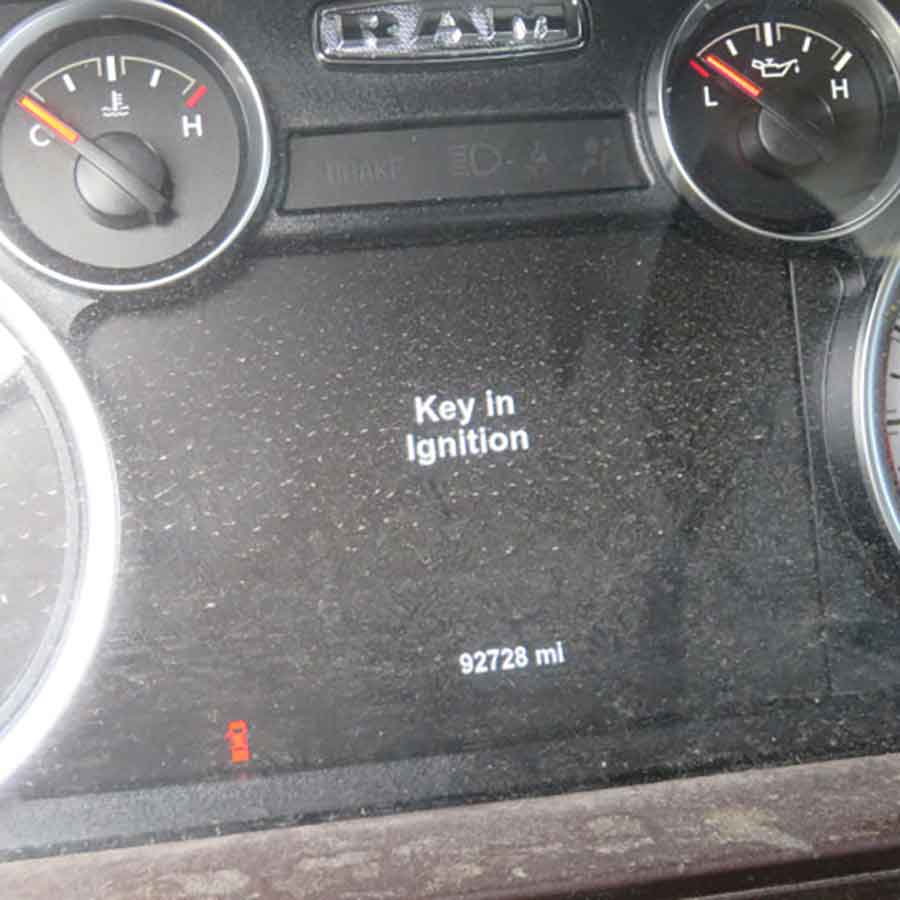 RAM
C H
L H
BRAKE
Key in
Ignition
92728 mi